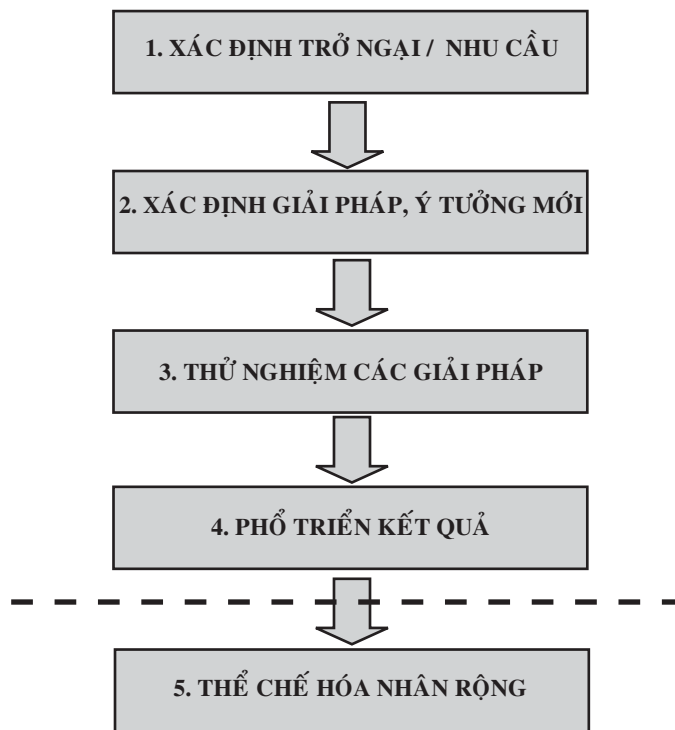 1. XÁC ĐỊNH TRỞ NGẠI / NHU CẦU
2. XÁC ĐỊNH GIẢI PHÁP, Ý TƯỞNG MỚI
3. THỬ NGHIỆM CÁC GIẢI PHÁP
4. PHỔ TRIỂN KẾT QUẢ
5. THỂ CHẾ HÓA NHÂN RỘNG